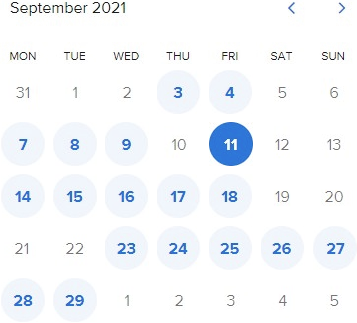 September 2021
MON TUE WED THU FRI SAT SUN
31 1 2 3 4 5 6
7 8 9 10 11 12 13
14 15 16 17 18 19 20
21 22 23 24 25 26 27
28 29 1 2 3 4 5